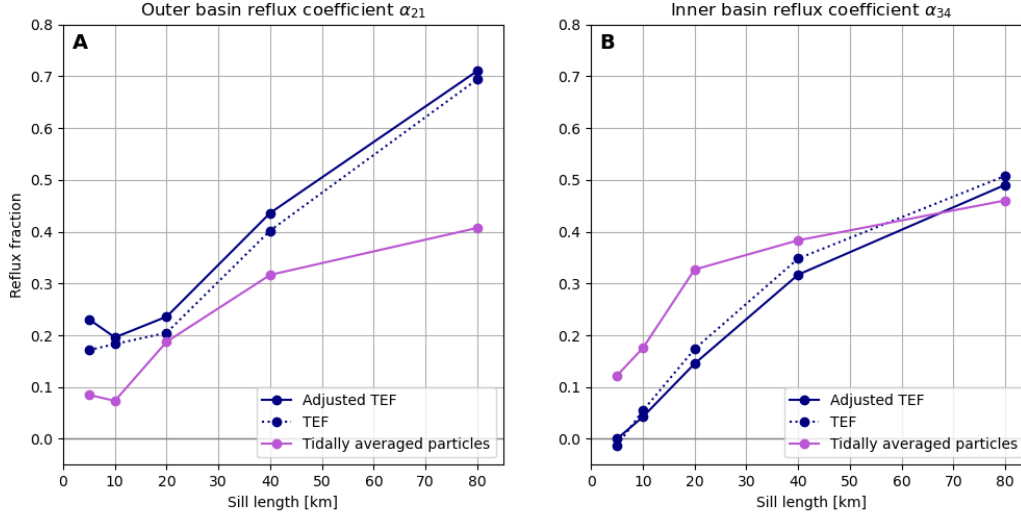 Outer basin reflux coefficient α21
A
Reflux fraction
0.8
0.7
0.6
0.5
0.4
0.3
0.2
0.1
0.0
0 10 20 30 40 50 60 70 80
Sill length [km]
Adjusted TEF
TEF
Tidally averaged particles
Inner basin reflux coefficient α34
B
0.8
0.7
0.6
0.5
0.4
0.3
0.2
0.1
0.0
0 10 20 30 40 50 60 70 80
Sill length [km]
Adjusted TEF
TEF
Tidally averaged particles